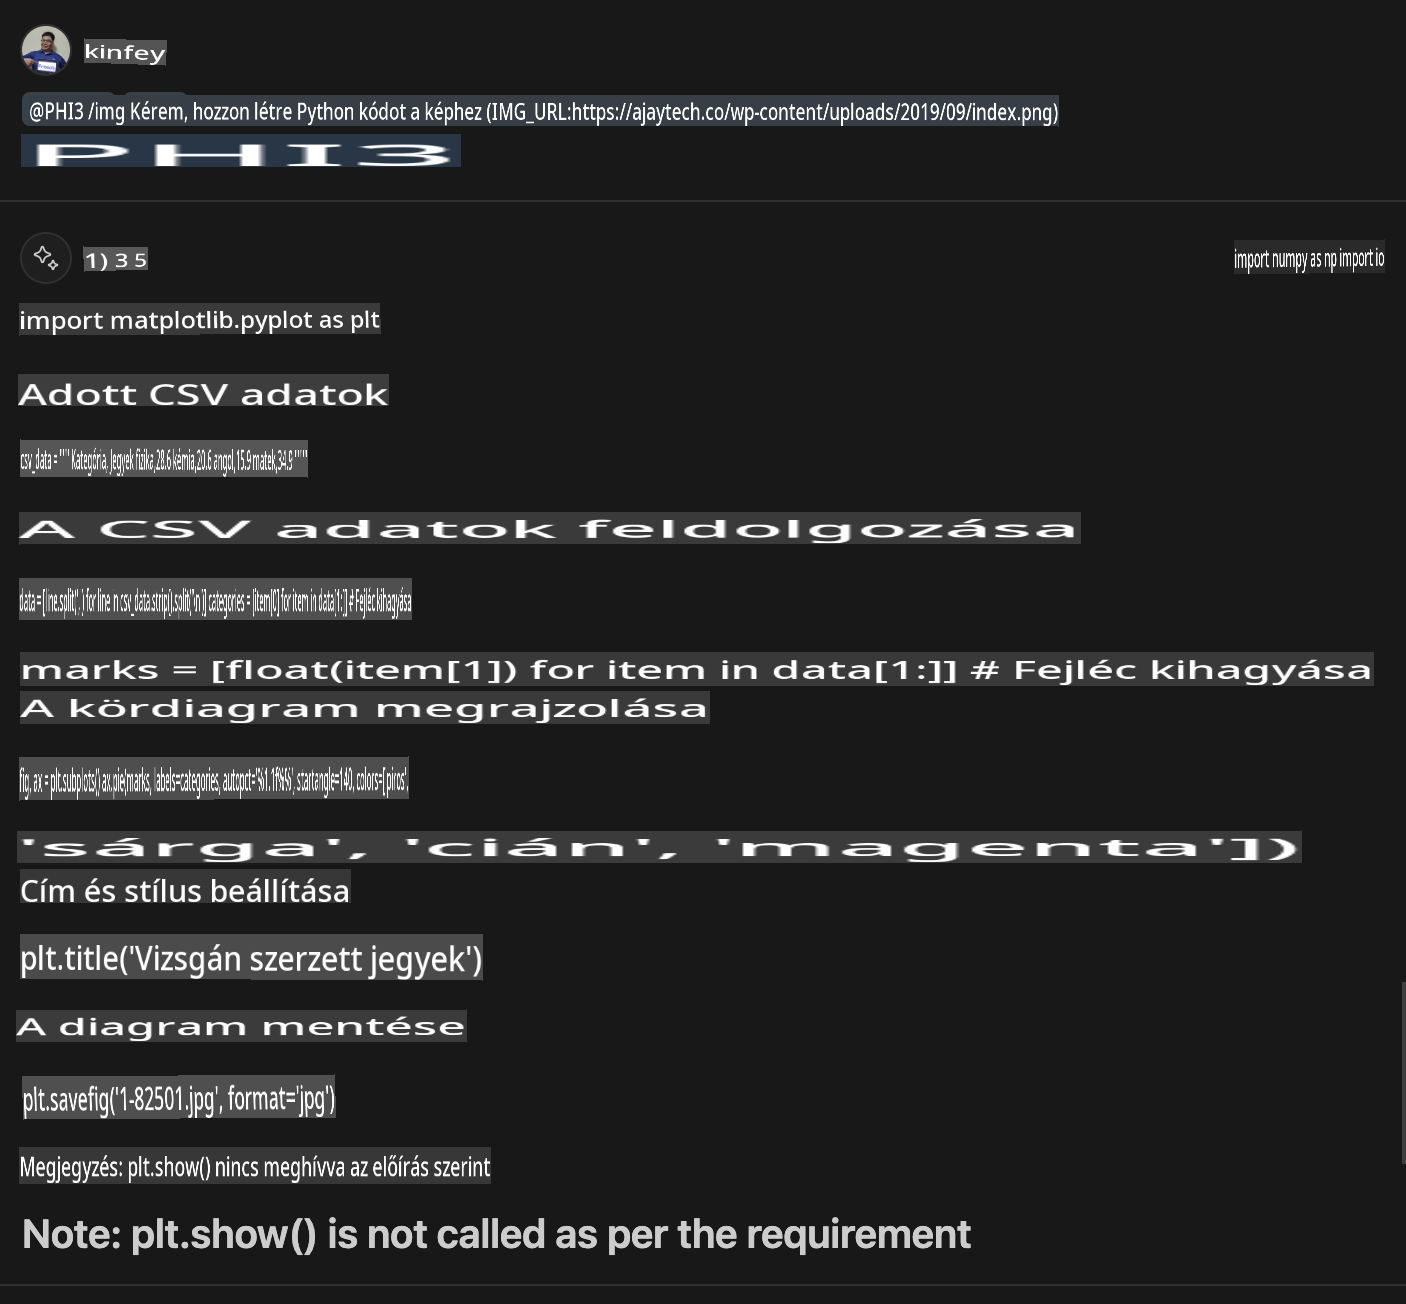 kinfey
@PHI3 /img Kérem, hozzon létre Python kódot a képhez (IMG_URL:https://ajaytech.co/wp-content/uploads/2019/09/index.png)
PHI3
1) 3 5
import numpy as np import io
import matplotlib.pyplot as plt
Adott CSV adatok
csv_data = """ Kategória, Jegyek fizika,28.6 kémia,20.6 angol,15.9 matek,34.9 """
A CSV adatok feldolgozása
data = [line.split(',') for line in csv_data.strip().split('\n')] categories = [item[0] for item in data[1:]] # Fejléc kihagyása
marks = [float(item[1]) for item in data[1:]] # Fejléc kihagyása
A kördiagram megrajzolása
fig, ax = plt.subplots() ax.pie(marks, labels=categories, autopct='%1.1f%%', startangle=140, colors=['piros',
'sárga', 'cián', 'magenta'])
Cím és stílus beállítása
plt.title('Vizsgán szerzett jegyek')
A diagram mentése
plt.savefig('1-82501.jpg', format='jpg')
Megjegyzés: plt.show() nincs meghívva az előírás szerint
Note: plt.show() is not called as per the requirement